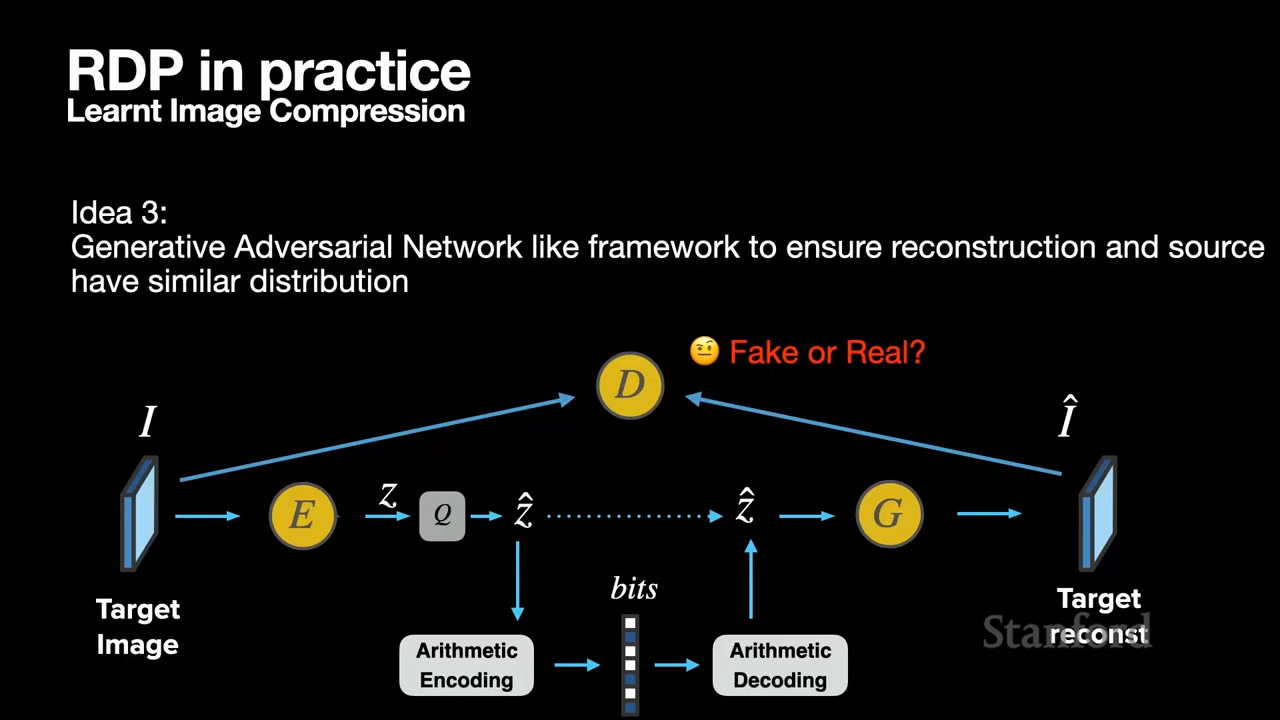 RDP in practice
Learnt Image Compression
Idea 3:
Generative Adversarial Network like framework to ensure reconstruction and source
have similar distribution
🤨 Fake or Real?
D
I
Î
E
z
Q
ẑ
ẑ
G
Target
Image
bits
Target
reconst
Stanford
Arithmetic
Encoding
Arithmetic
Decoding